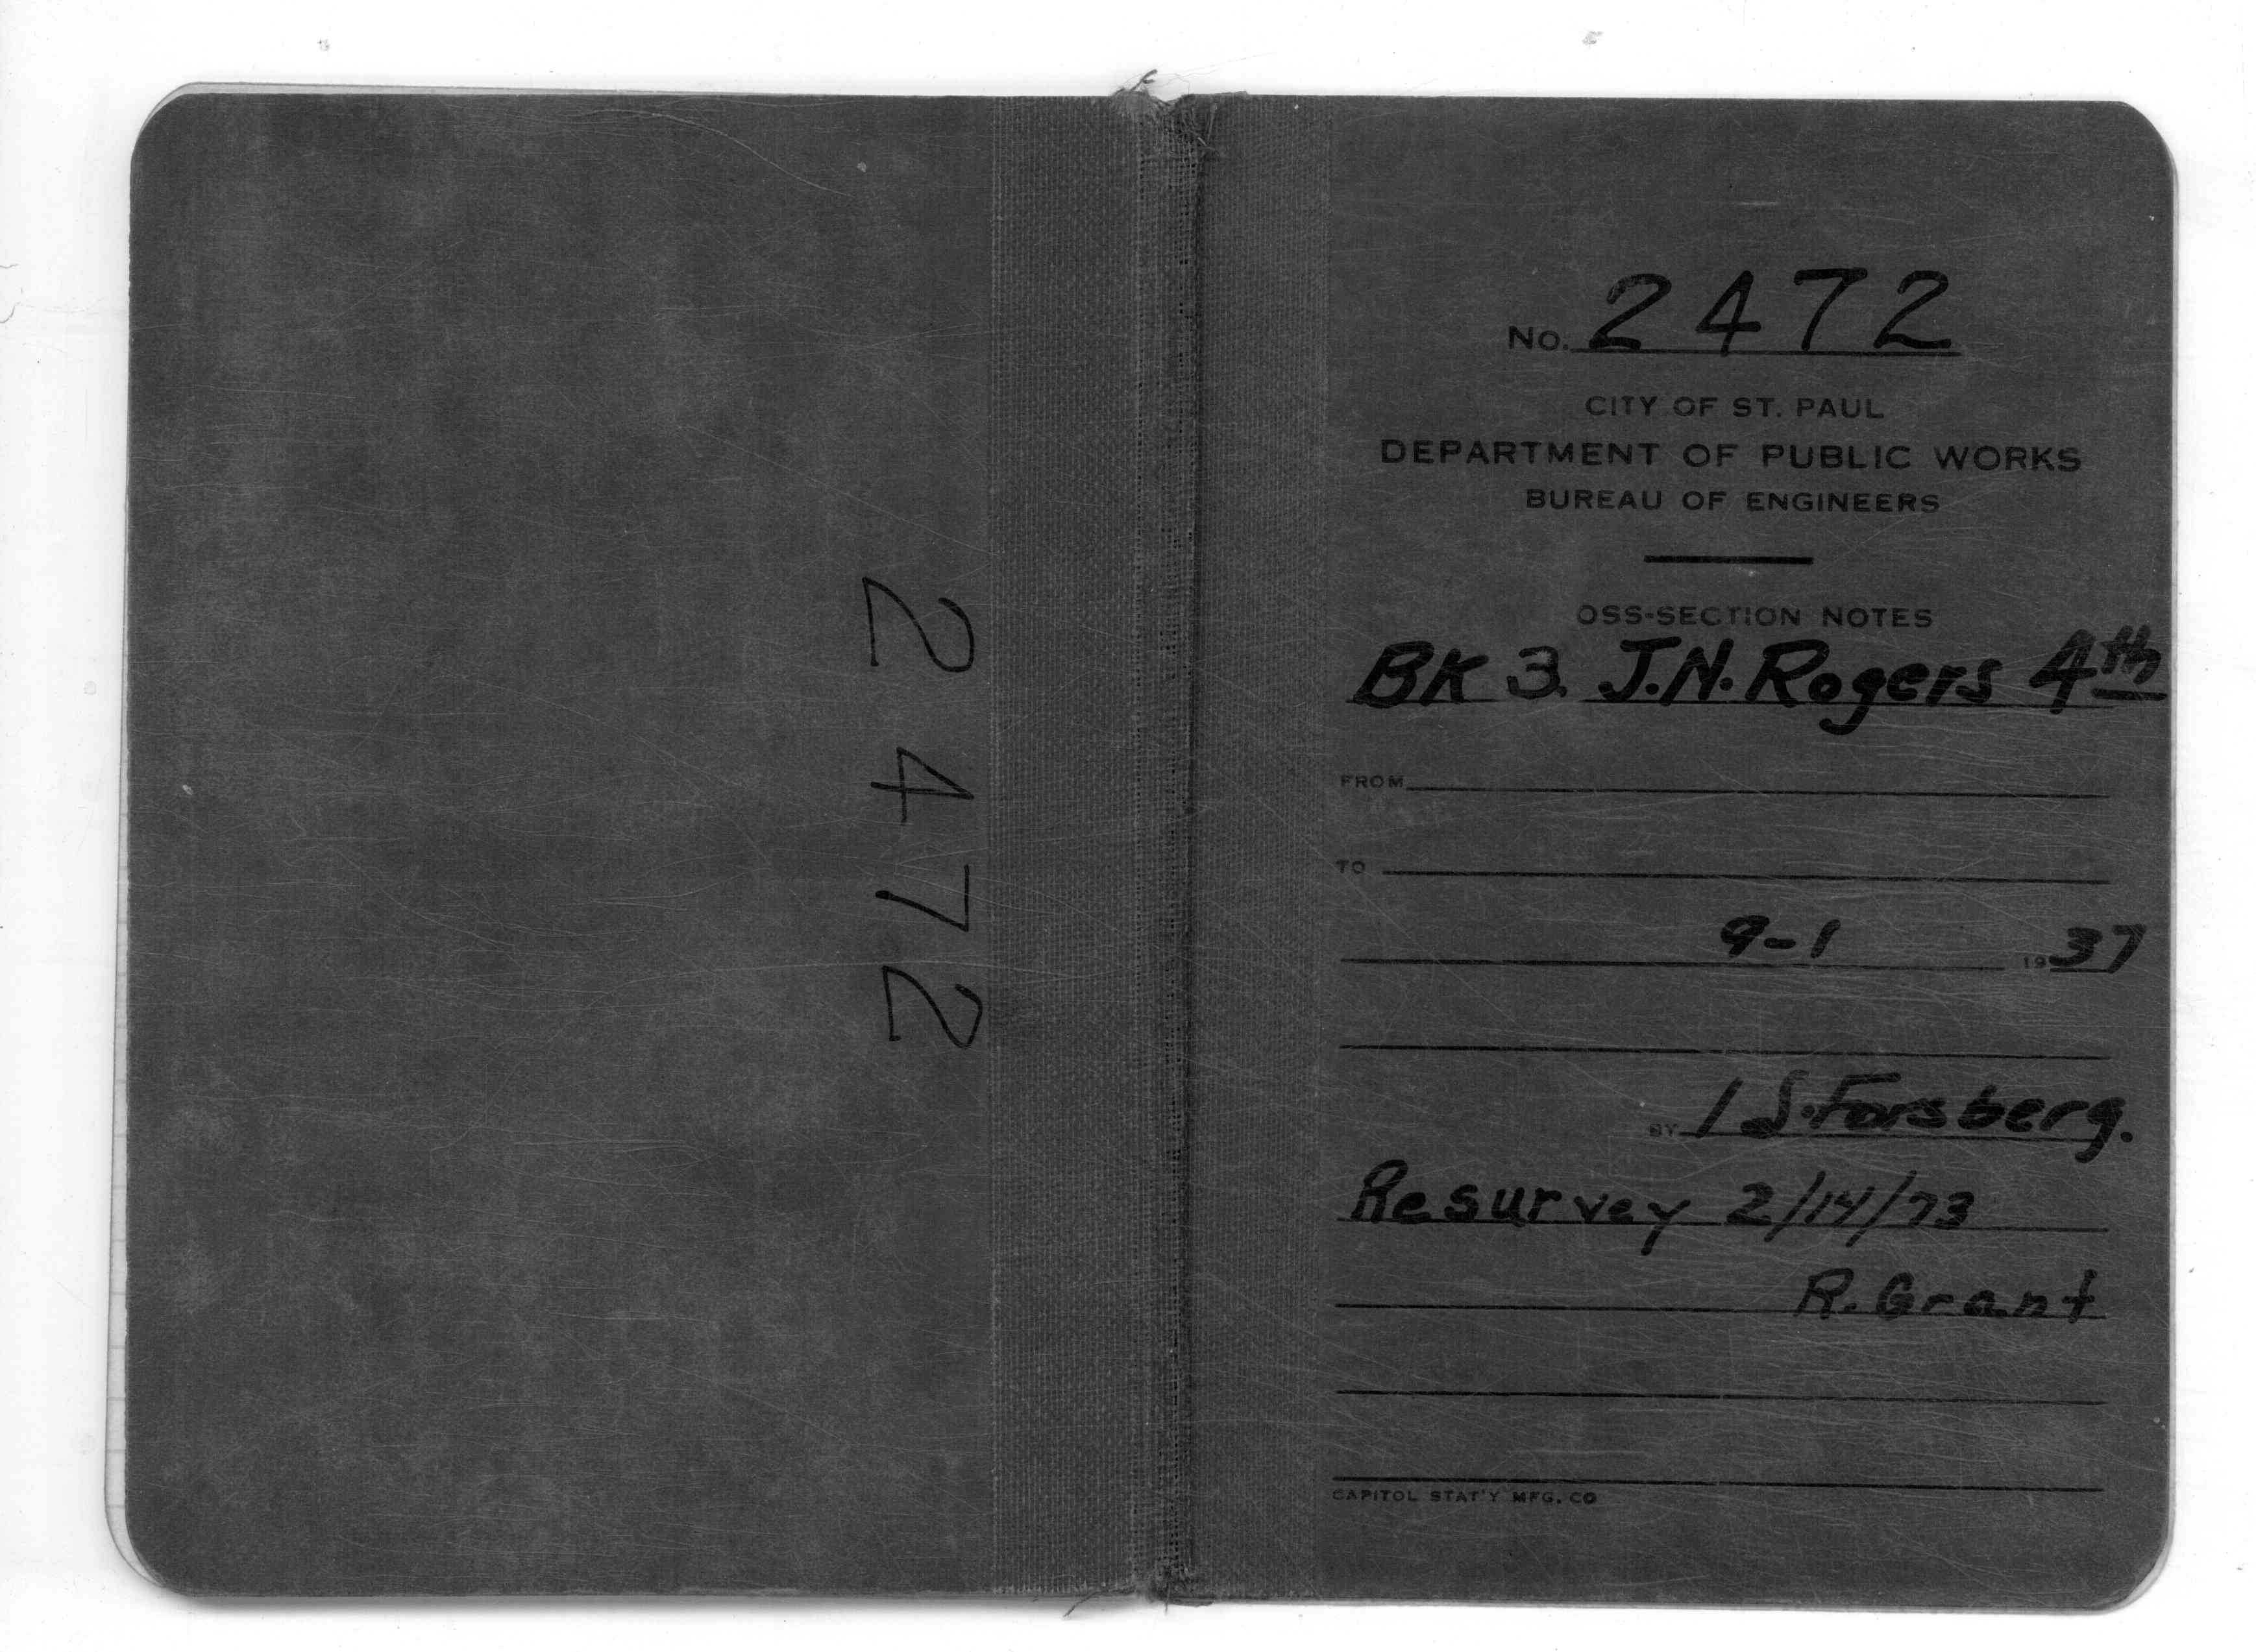 2472
No. 2472
CITY OF ST. PAUL
DEPARTMENT OF PUBLIC WORKS
BUREAU OF ENGINEERS
OSS-SECTION NOTES
BK 3. J.N. Rogers 4th
FROM
TO
9-1 1937
BY I S. Forsberg.
Resurvey 2/14/73
R. Grant
CAPITOL STAT'Y MFG. CO